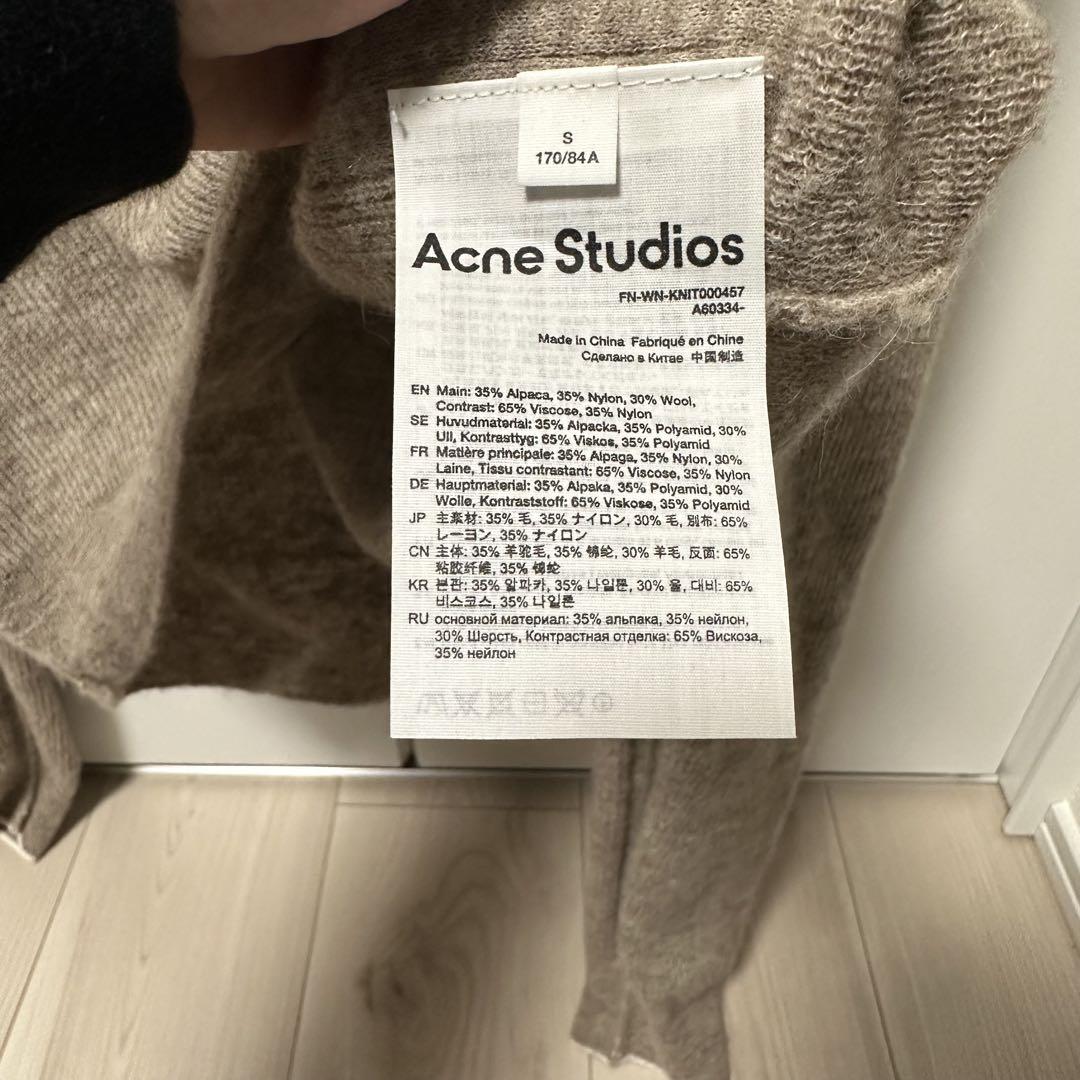 S
170/84A
Acne Studios
FN-WN-KNIT000457
A60334-
Made in China Fabriqué en Chine
Сделано в Китае 中国制造
EN Main: 35% Alpaca, 35% Nylon, 30% Wool,
Contrast: 65% Viscose, 35% Nylon
SE Huvudmaterial: 35% Alpacka, 35% Polyamid, 30%
Ull, Kontrasttyg: 65% Viskos, 35% Polyamid
FR Matière principale: 35% Alpaga, 35% Nylon, 30%
Laine, Tissu contrastant: 65% Viscose, 35% Nylon
DE Hauptmaterial: 35% Alpaka, 35% Polyamid, 30%
Wolle, Kontraststoff: 65% Viskose, 35% Polyamid
JP 主素材: 35% 毛, 35% ナイロン, 30% 毛, 別布: 65%
レーヨン, 35% ナイロン
CN 主体: 35% 羊驼毛, 35% 锦纶, 30% 羊毛, 反面: 65%
粘胶纤维, 35% 锦纶
KR 본판: 35% 알파카, 35% 나일론, 30% 울, 대비: 65%
비스코스, 35% 나일론
RU основной материал: 35% альпака, 35% нейлон,
30% Шерсть, Контрастная отделка: 65% Вискоза,
35% нейлон